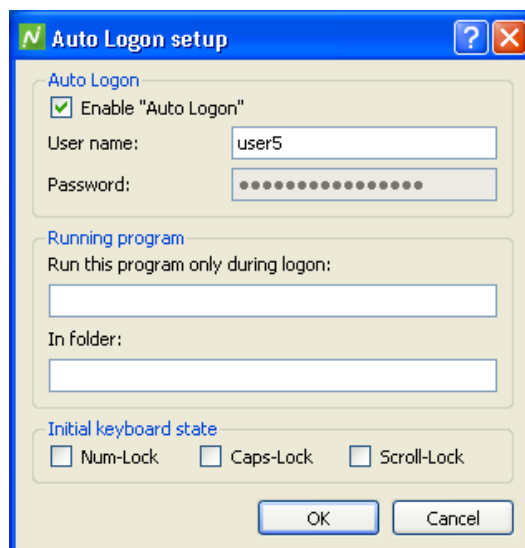 Auto Logon setup
Auto Logon
Enable "Auto Logon"
User name: user5
Password: ●●●●●●●●●●●●●●●●
Running program
Run this program only during logon:
In folder:
Initial keyboard state
Num-Lock Caps-Lock Scroll-Lock
OK Cancel